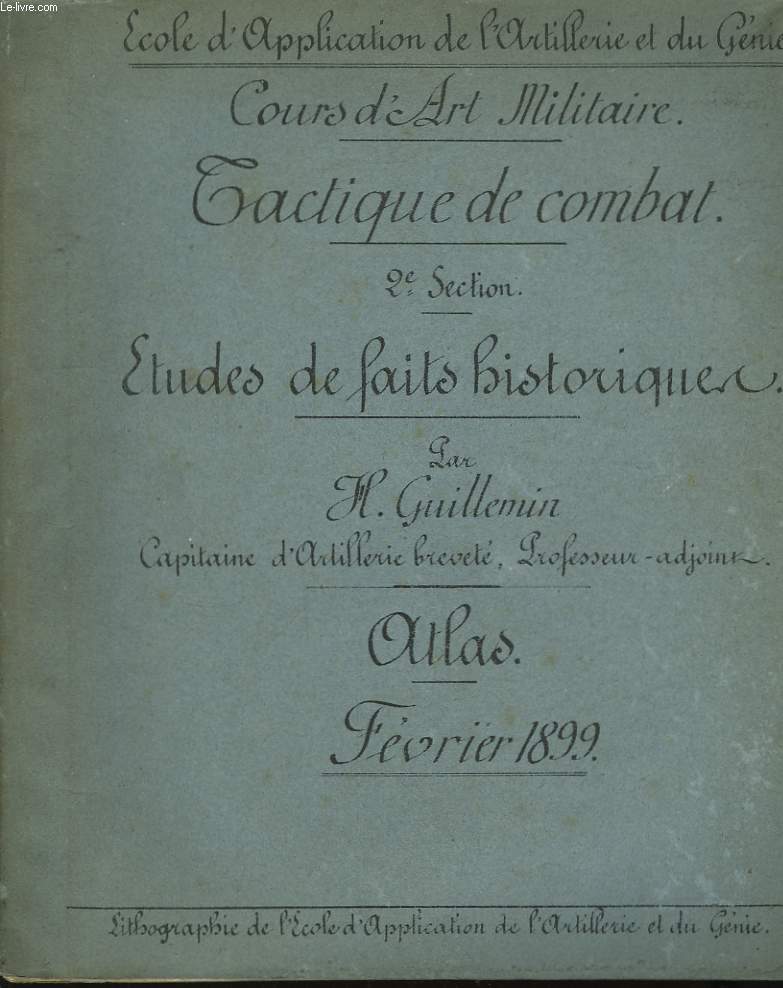 Le-livre.com
Ecole d'Application de l'Artillerie et du Génie
Cours d'Art Militaire.
Tactique de combat.
2e Section.
Etudes de faits historiques.
Par
H. Guillemin
Capitaine d'Artillerie breveté, Professeur-adjoint.
Atlas.
Février 1899.
Lithographie de l'Ecole d'Application de l'Artillerie et du Génie.